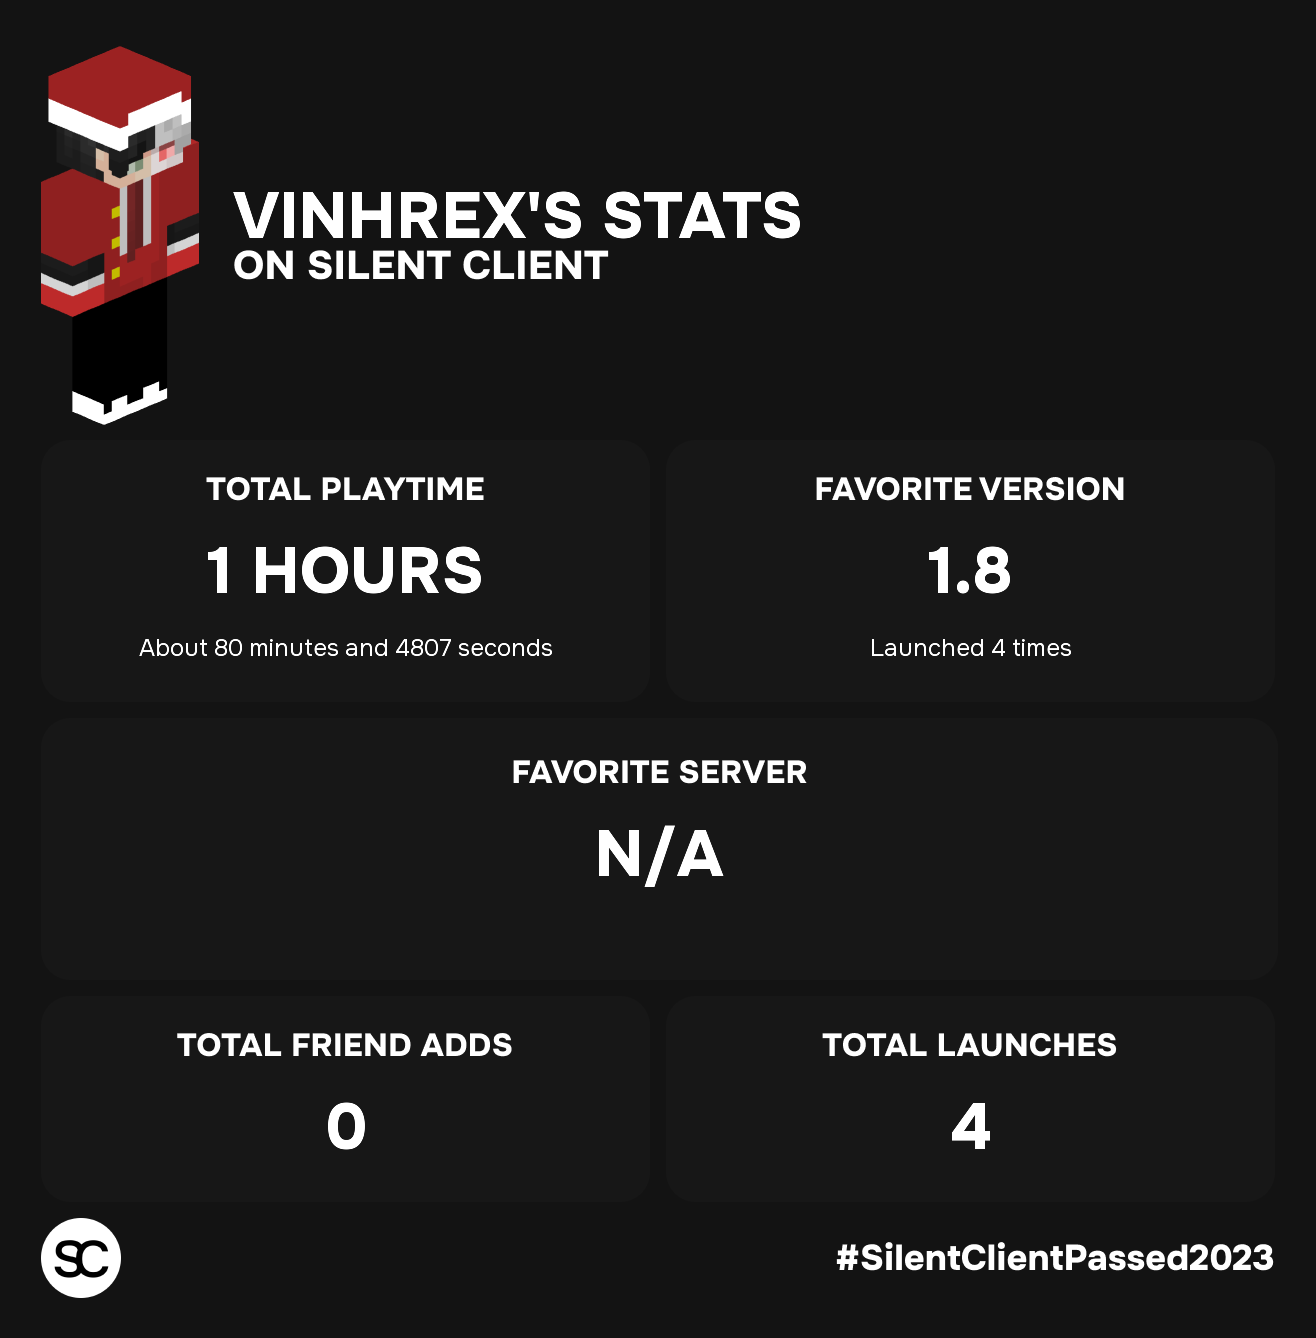 VINHREX'S STATS
ON SILENT CLIENT
TOTAL PLAYTIME
1 HOURS
About 80 minutes and 4807 seconds
FAVORITE VERSION
1.8
Launched 4 times
FAVORITE SERVER
N/A
TOTAL FRIEND ADDS
0
TOTAL LAUNCHES
4
SC
#SilentClientPassed2023